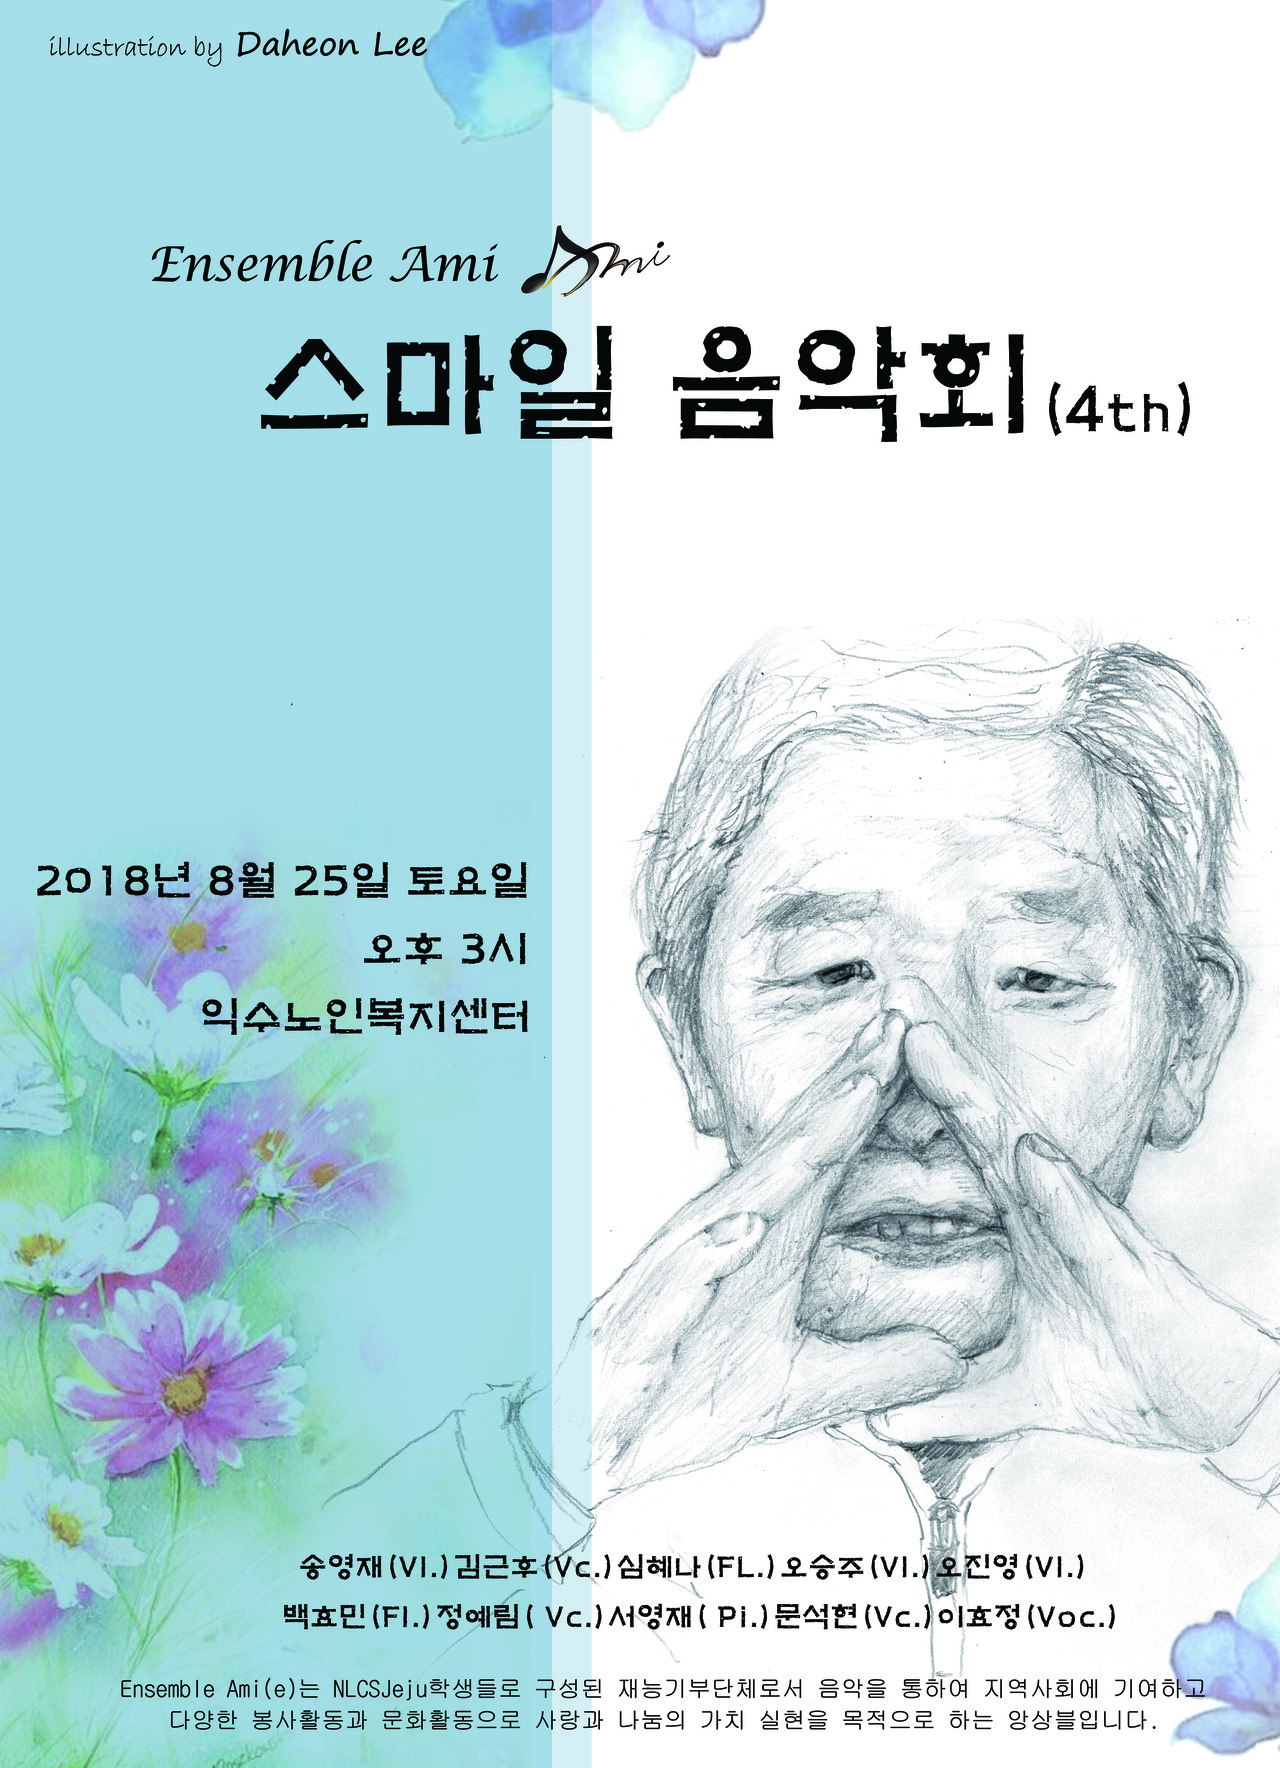 illustration by Daheon Lee
Ensemble Ami Ami
스마일 음악회(4th)
2018년 8월 25일 토요일
오후 3시
익수노인복지센터
송영재(Vl.)김근후(Vc.)심혜나(FL.)오승주(Vl.)오진영(Vl.)
백효민(Fl.)정예림( Vc.)서영재( Pi.)문석현(Vc.)이효정(Voc.)
Ensemble Ami(e)는 NLCSJeju학생들로 구성된 재능기부단체로서 음악을 통하여 지역사회에 기여하고
다양한 봉사활동과 문화활동으로 사랑과 나눔의 가치 실현을 목적으로 하는 앙상블입니다.